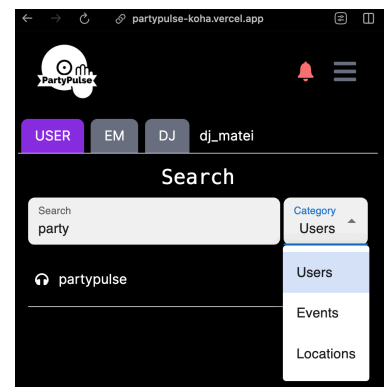 partypulse-koha.vercel.app
PartyPulse
USER EM DJ dj_matei
Search
Search
party
Category
Users
partypulse
Users
Events
Locations